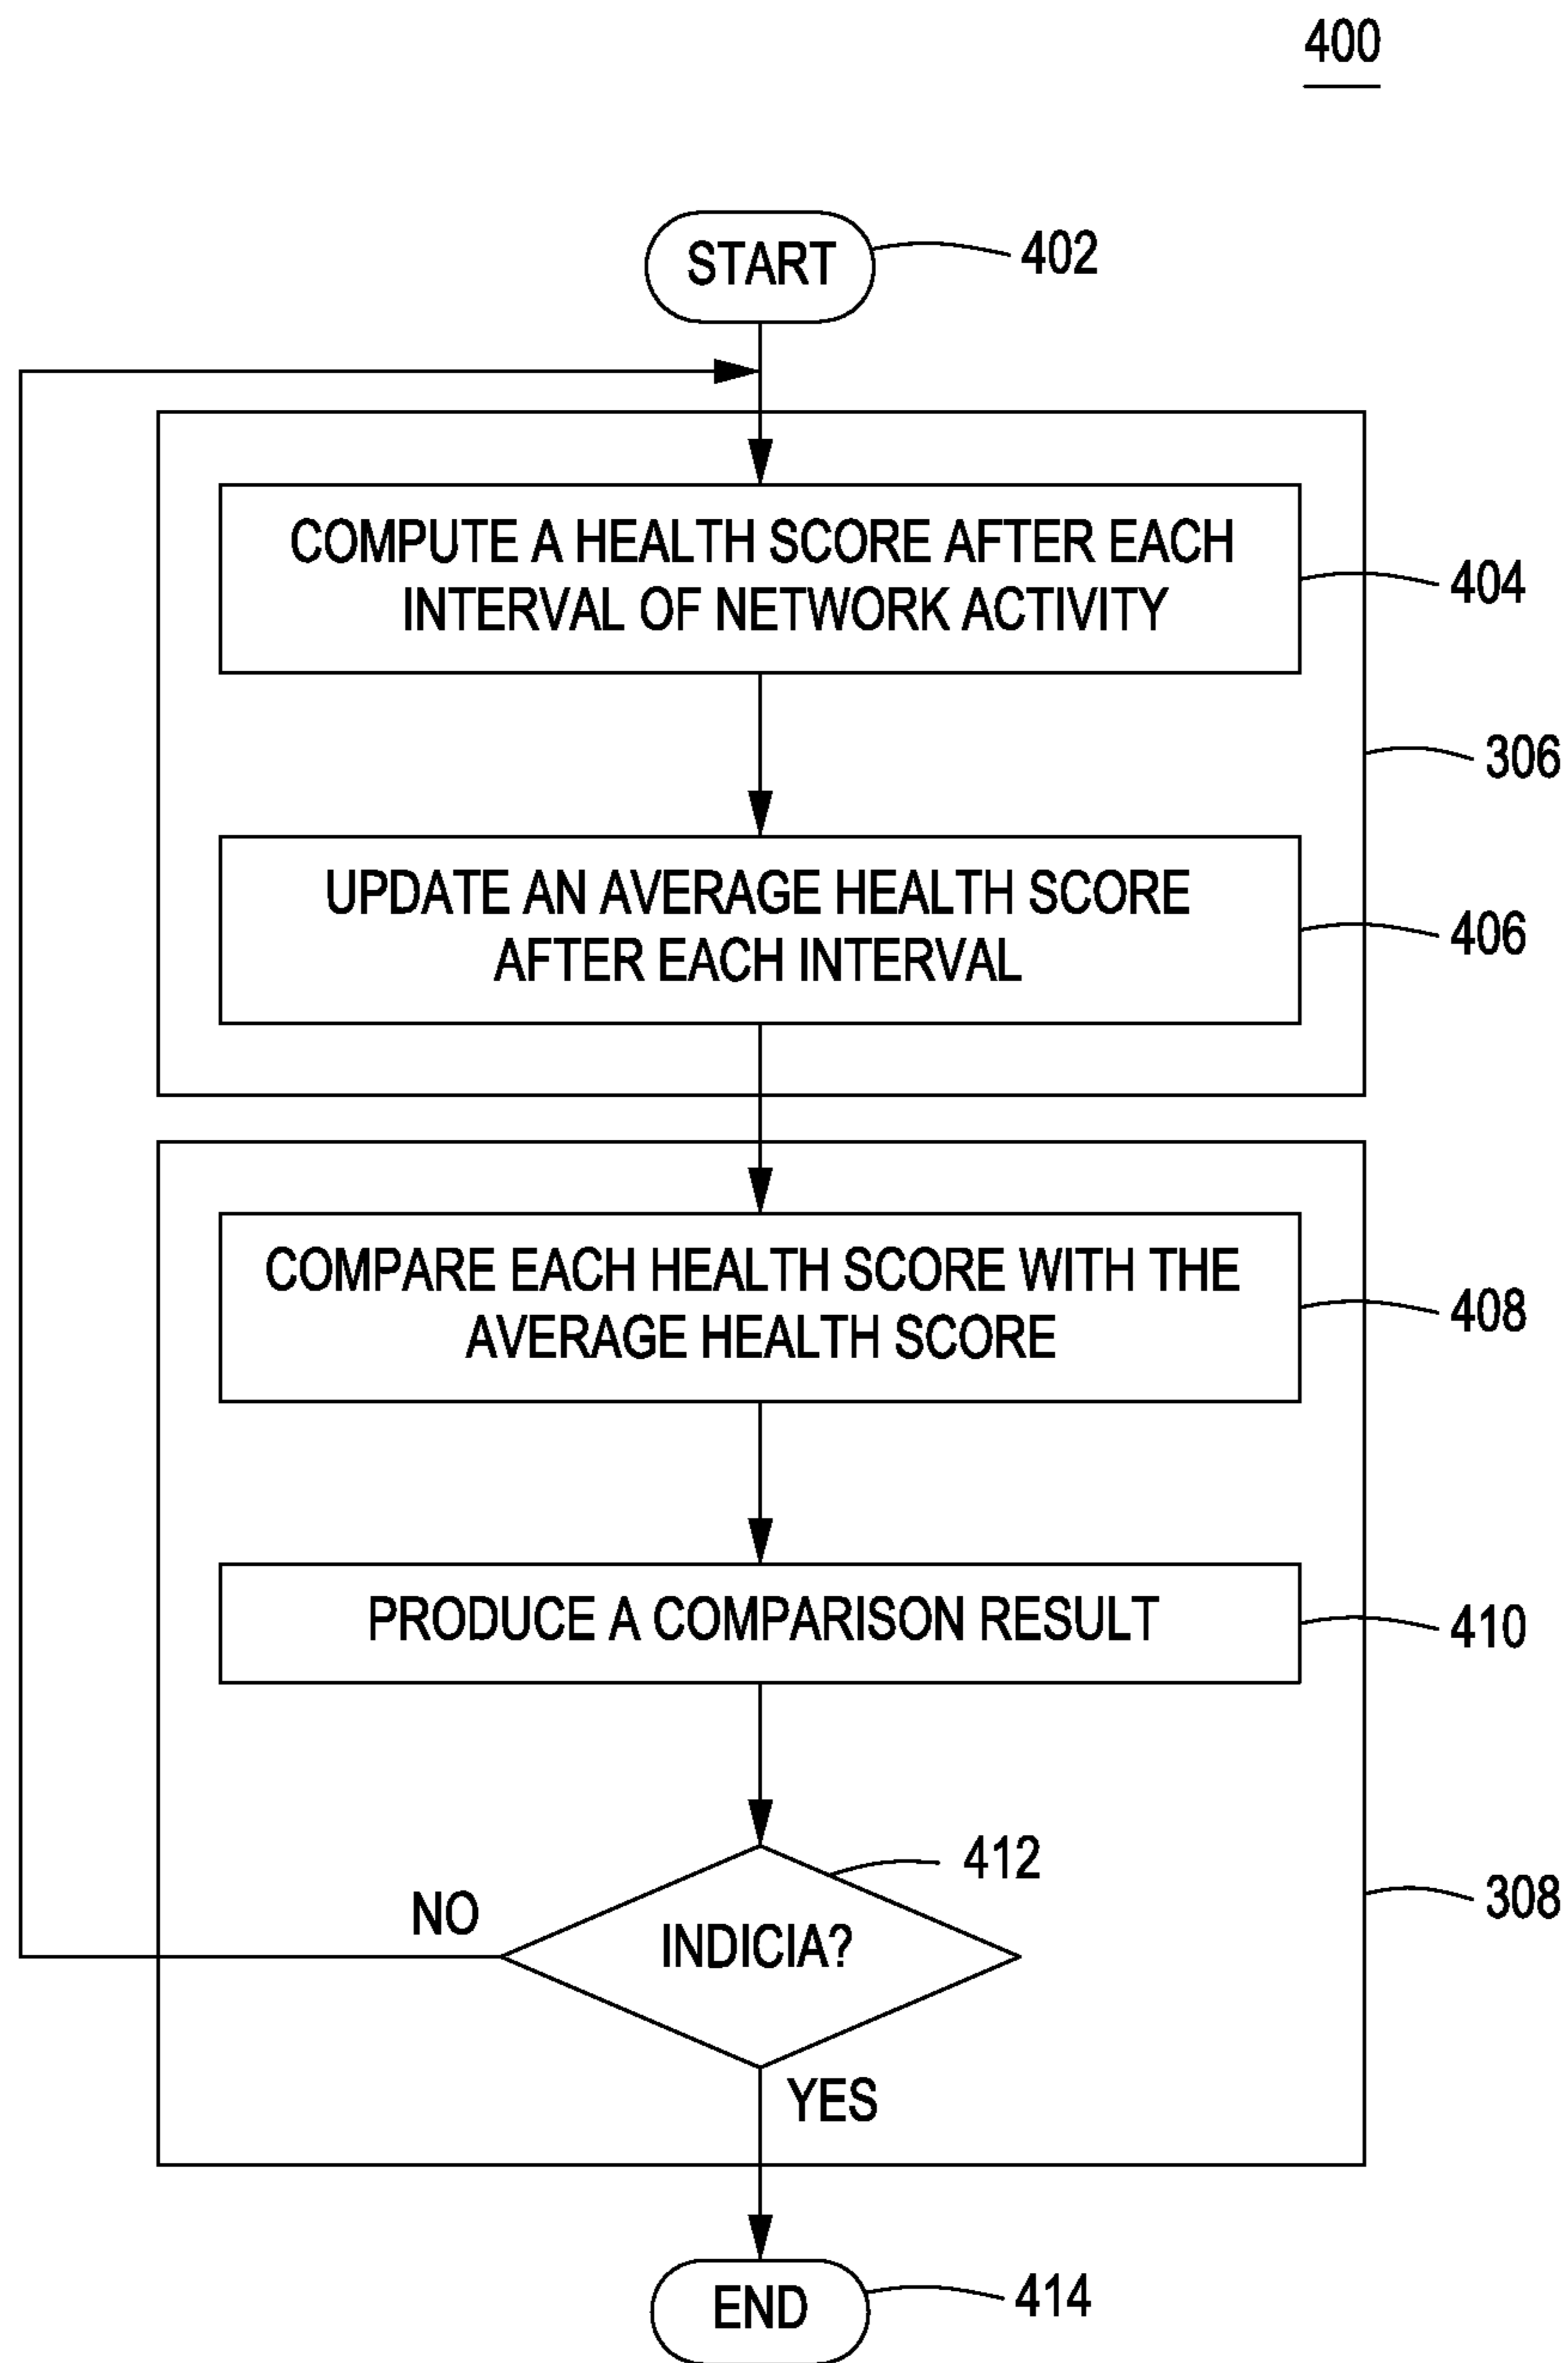 400
START
402
COMPUTE A HEALTH SCORE AFTER EACH
INTERVAL OF NETWORK ACTIVITY
404
306
UPDATE AN AVERAGE HEALTH SCORE
AFTER EACH INTERVAL
406
COMPARE EACH HEALTH SCORE WITH THE
AVERAGE HEALTH SCORE
408
PRODUCE A COMPARISON RESULT
410
412
NO
INDICIA?
308
YES
END
414